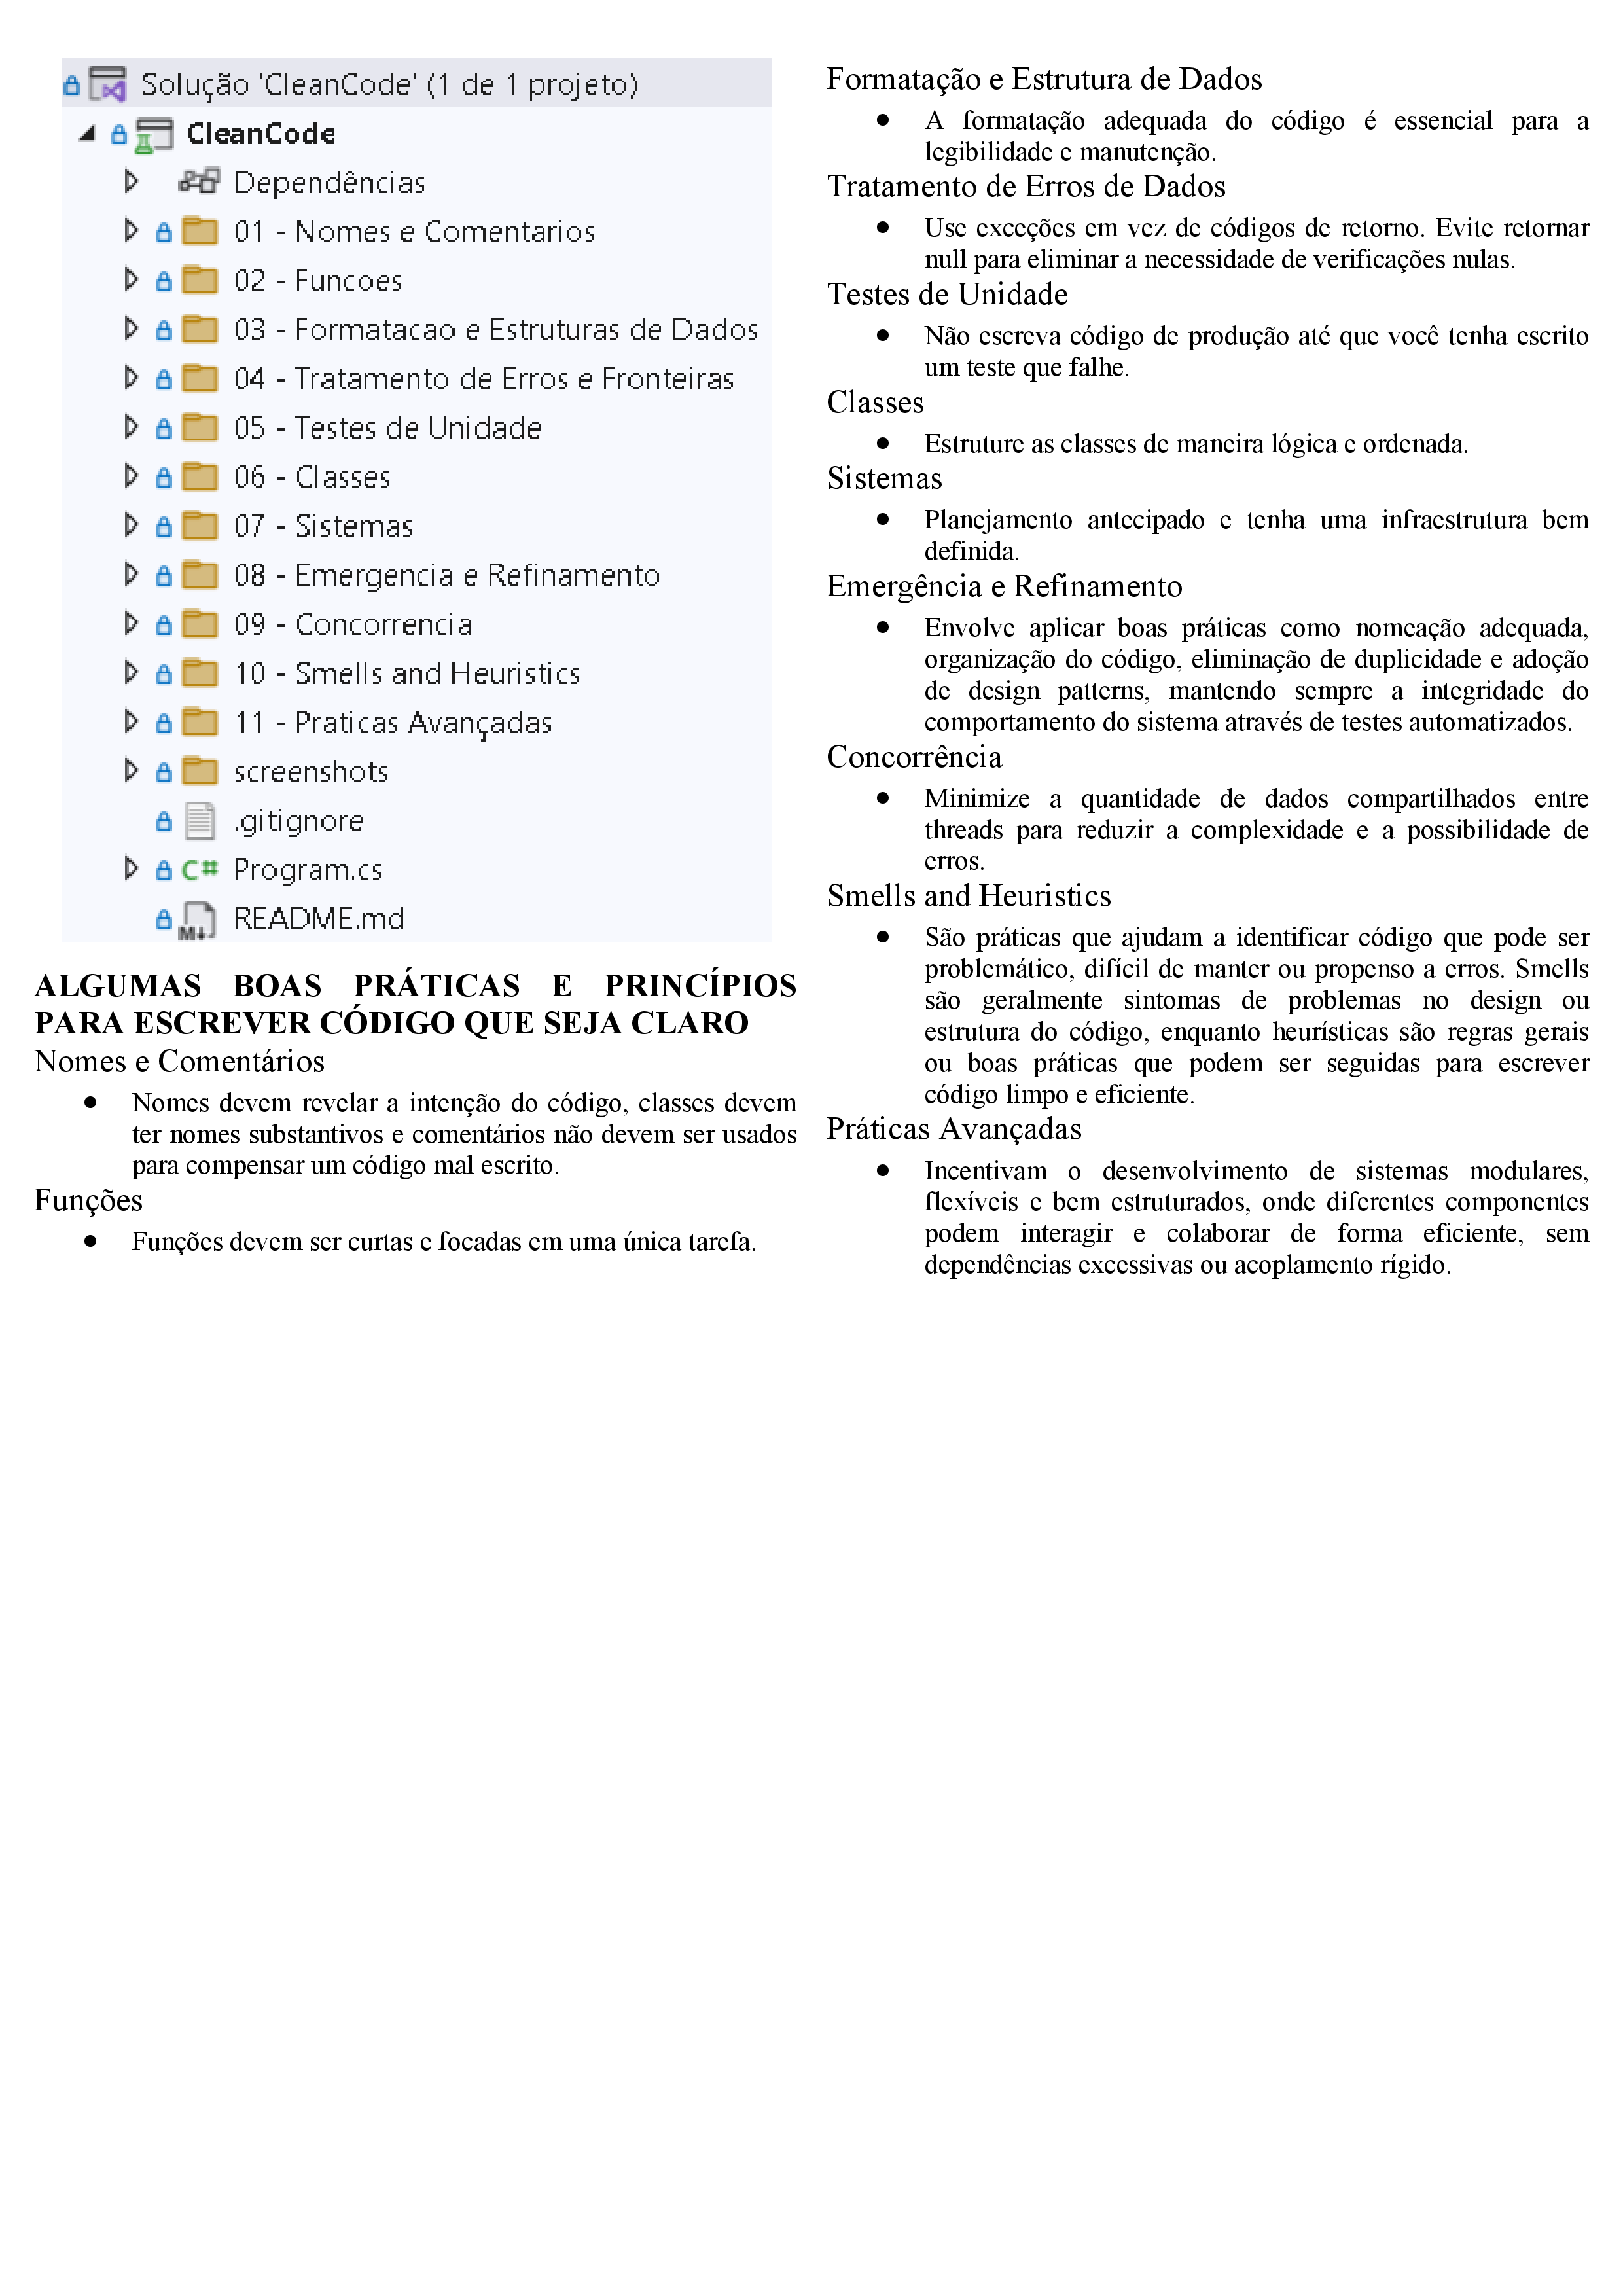 Solução 'CleanCode' (1 de 1 projeto)
CleanCode
Dependências
01 - Nomes e Comentarios
02 - Funcoes
03 - Formatacao e Estruturas de Dados
04 - Tratamento de Erros e Fronteiras
05 - Testes de Unidade
06 - Classes
07 - Sistemas
08 - Emergencia e Refinamento
09 - Concorrencia
10 - Smells and Heuristics
11 - Praticas Avançadas
screenshots
.gitignore
C# Program.cs
M↓ README.md
ALGUMAS BOAS PRÁTICAS E PRINCÍPIOS
PARA ESCREVER CÓDIGO QUE SEJA CLARO
Nomes e Comentários
● Nomes devem revelar a intenção do código, classes devem
ter nomes substantivos e comentários não devem ser usados
para compensar um código mal escrito.
Funções
● Funções devem ser curtas e focadas em uma única tarefa.
Formatação e Estrutura de Dados
● A formatação adequada do código é essencial para a
legibilidade e manutenção.
Tratamento de Erros de Dados
● Use exceções em vez de códigos de retorno. Evite retornar
null para eliminar a necessidade de verificações nulas.
Testes de Unidade
● Não escreva código de produção até que você tenha escrito
um teste que falhe.
Classes
● Estruture as classes de maneira lógica e ordenada.
Sistemas
● Planejamento antecipado e tenha uma infraestrutura bem
definida.
Emergência e Refinamento
● Envolve aplicar boas práticas como nomeação adequada,
organização do código, eliminação de duplicidade e adoção
de design patterns, mantendo sempre a integridade do
comportamento do sistema através de testes automatizados.
Concorrência
● Minimize a quantidade de dados compartilhados entre
threads para reduzir a complexidade e a possibilidade de
erros.
Smells and Heuristics
● São práticas que ajudam a identificar código que pode ser
problemático, difícil de manter ou propenso a erros. Smells
são geralmente sintomas de problemas no design ou
estrutura do código, enquanto heurísticas são regras gerais
ou boas práticas que podem ser seguidas para escrever
código limpo e eficiente.
Práticas Avançadas
● Incentivam o desenvolvimento de sistemas modulares,
flexíveis e bem estruturados, onde diferentes componentes
podem interagir e colaborar de forma eficiente, sem
dependências excessivas ou acoplamento rígido.